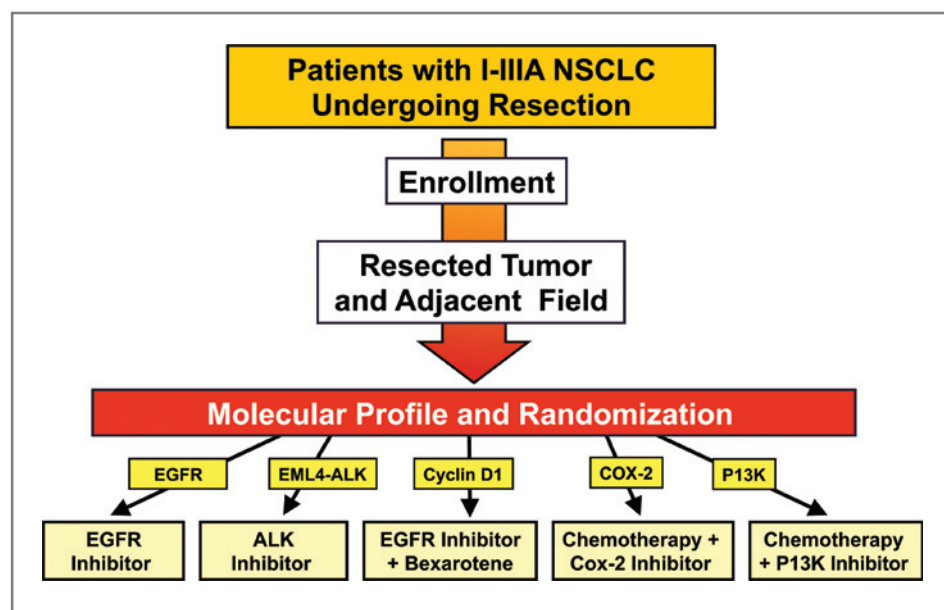 Patients with I-IIIA NSCLC
Undergoing Resection
Enrollment
Resected Tumor
and Adjacent Field
Molecular Profile and Randomization
EGFR
EML4-ALK
Cyclin D1
COX-2
P13K
EGFR
Inhibitor
ALK
Inhibitor
EGFR Inhibitor
+ Bexarotene
Chemotherapy +
Cox-2 Inhibitor
Chemotherapy
+ P13K Inhibitor